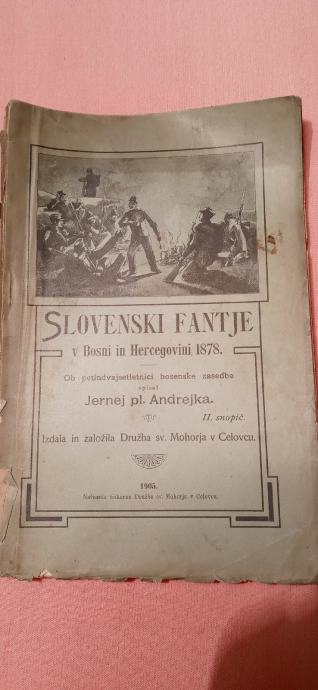 SLOVENSKI FANTJE
v Bosni in Hercegovini 1878.
Ob petindvajsetletnici bosenske zasedbe
spisal
Jernej pl. Andrejka.
II. snopič.
Izdala in založila Družba sv. Mohorja v Celovcu.
1905.
Natisnila tiskarna Družbe sv. Mohorja v Celovcu.